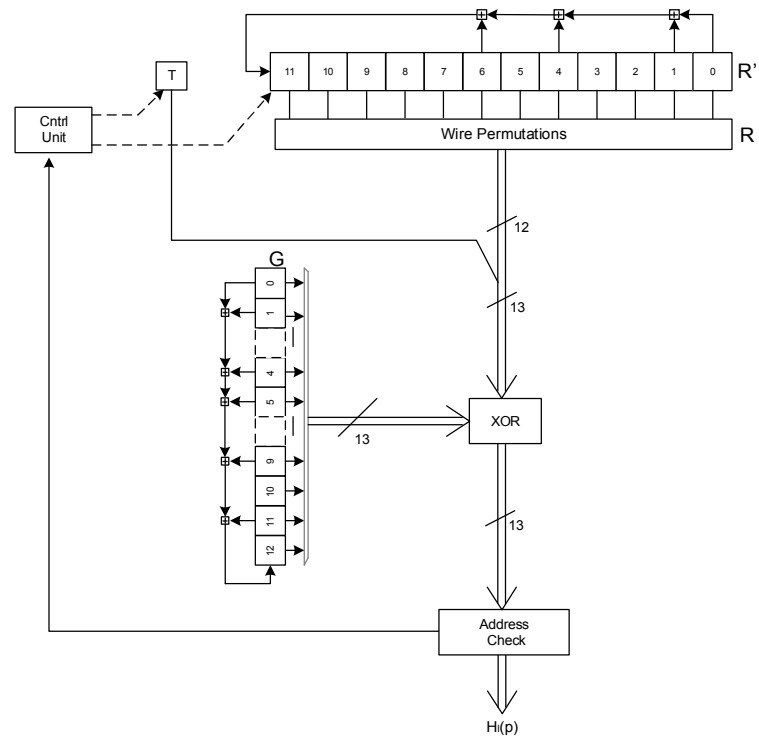 T
11 10 9 8 7 6 5 4 3 2 1 0
R'
Cntrl
Unit
Wire Permutations
R
12
G
0
1
13
4
5
XOR
13
9
10
11
12
13
Address
Check
Hi(p)